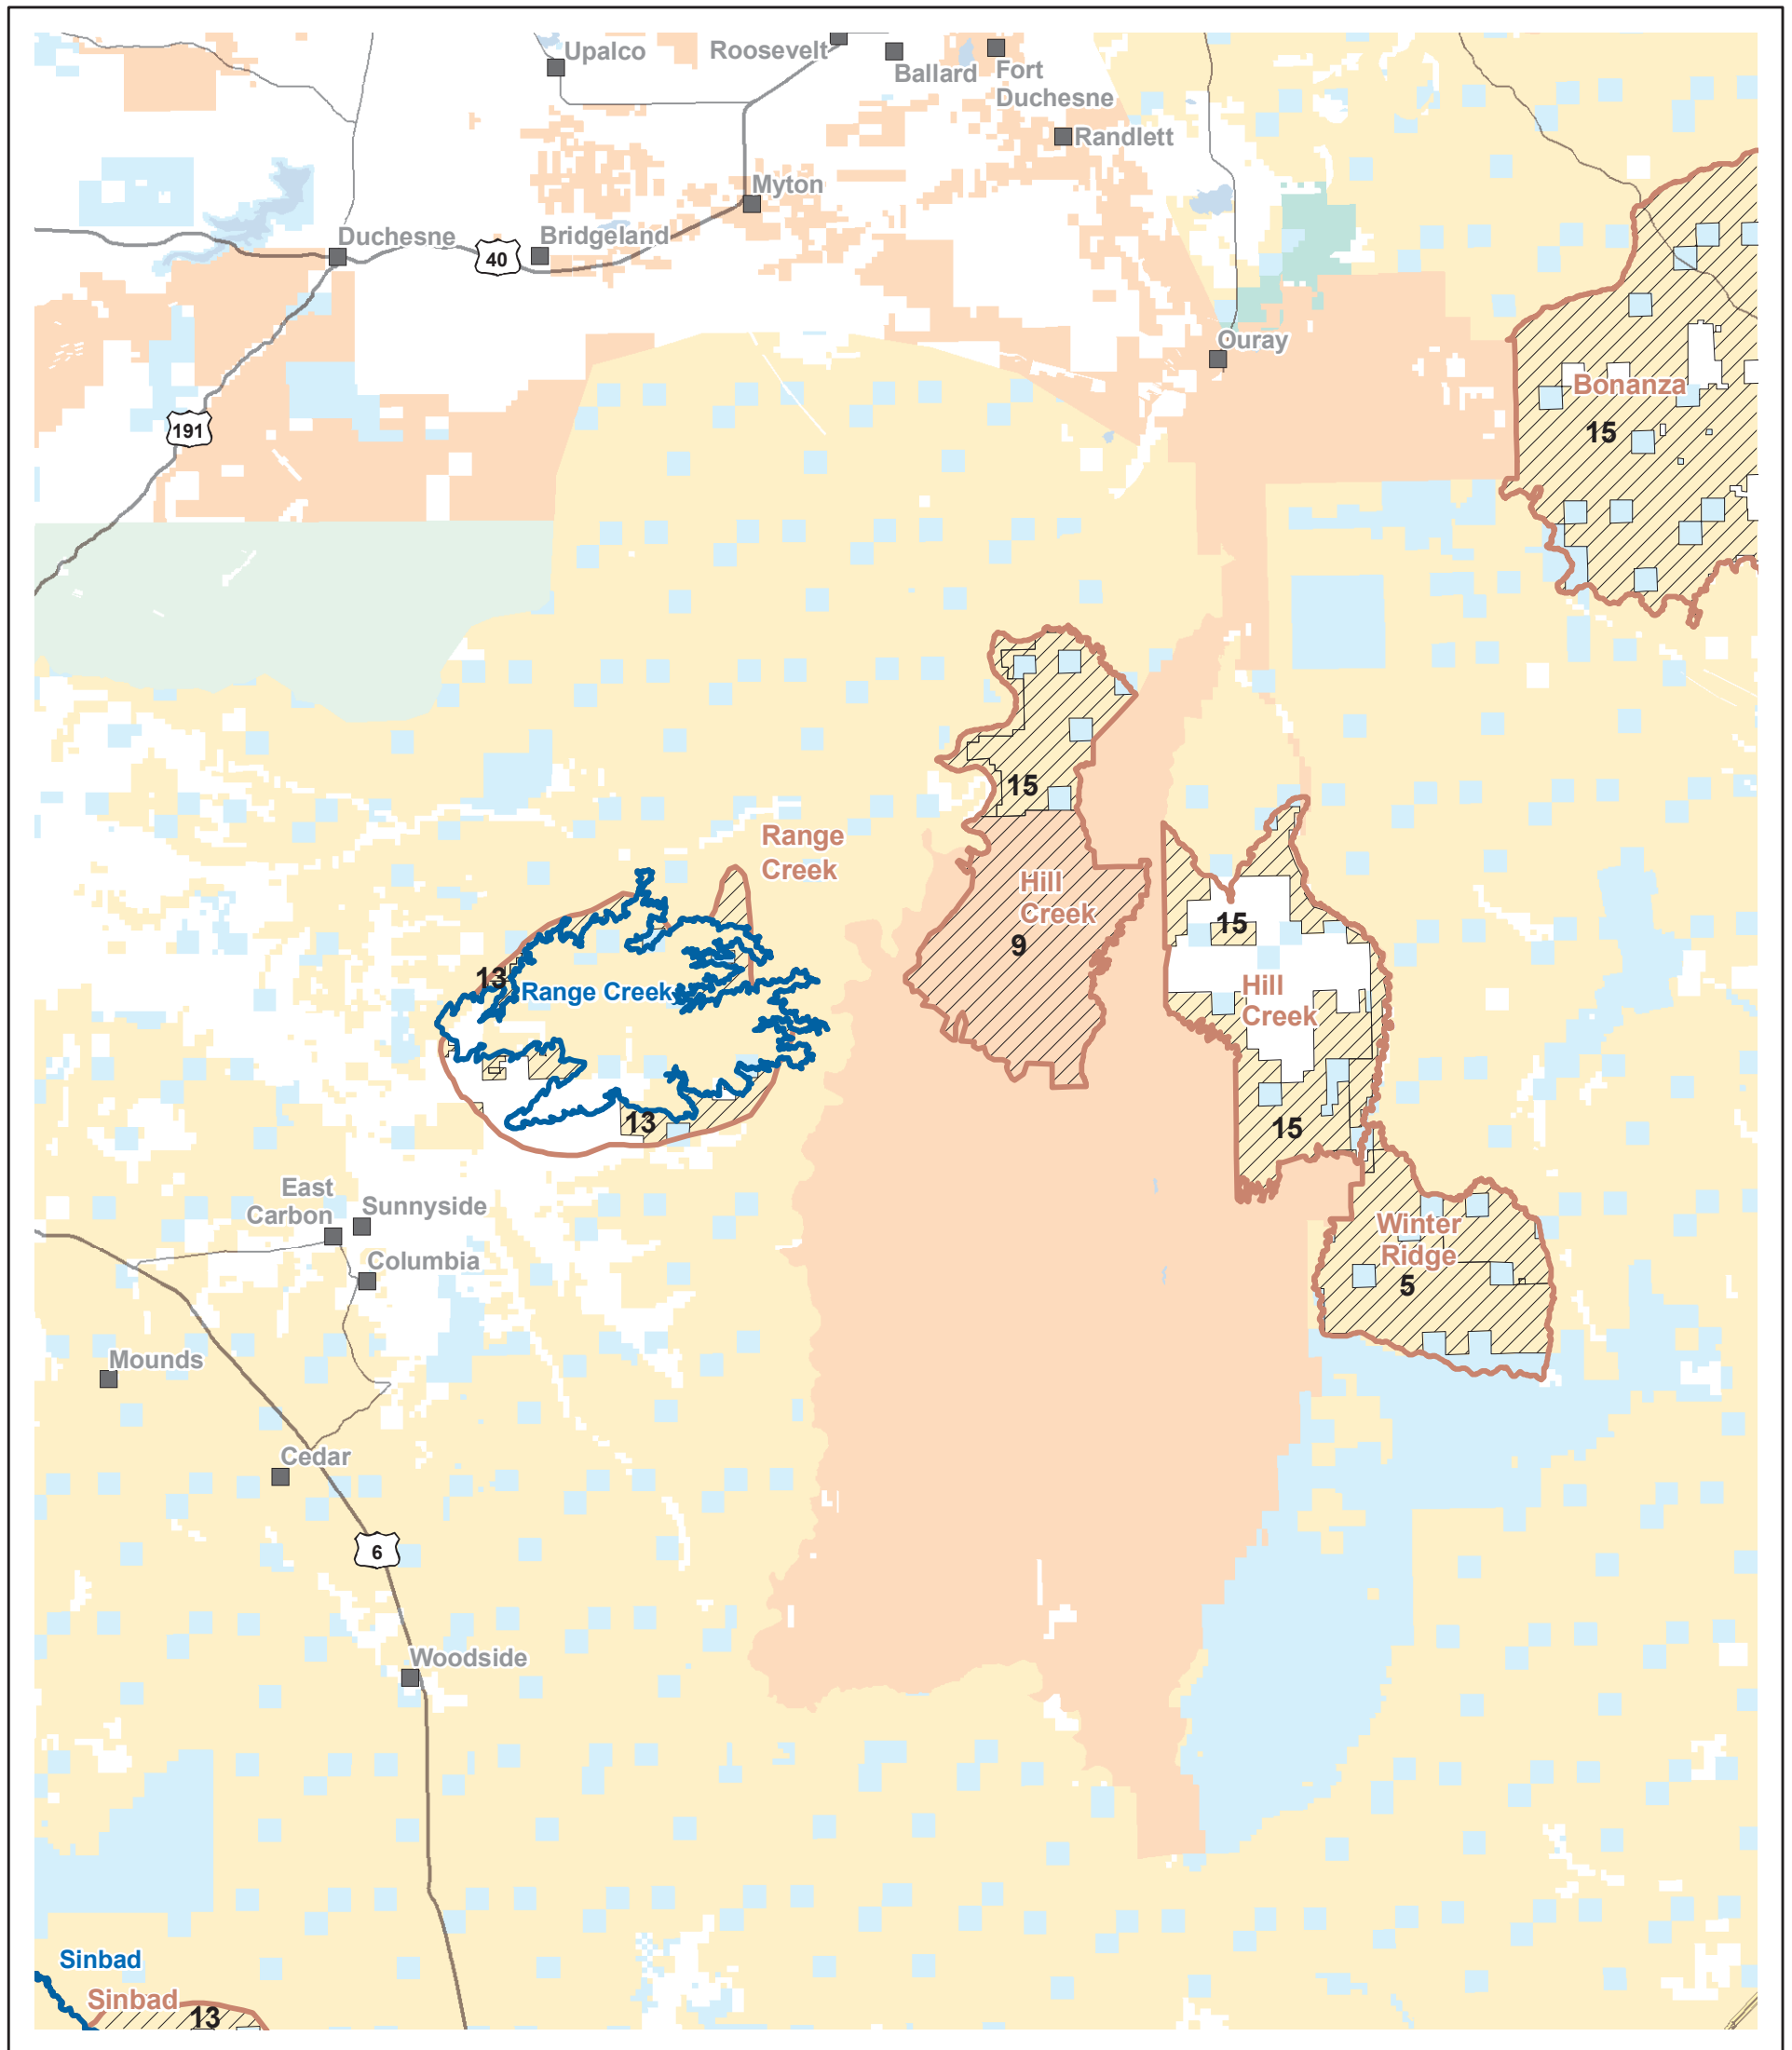 Upalco
Roosevelt
Ballard
Fort
Duchesne
Randlett
Myton
Duchesne
Bridgeland
40
Ouray
Bonanza
15
191
15
Range
Creek
Hill
Creek
9
15
13
Range Creek
Hill
Creek
13
15
East
Carbon
Sunnyside
Winter
Ridge
5
Columbia
Mounds
Cedar
6
Woodside
Sinbad
Sinbad
13